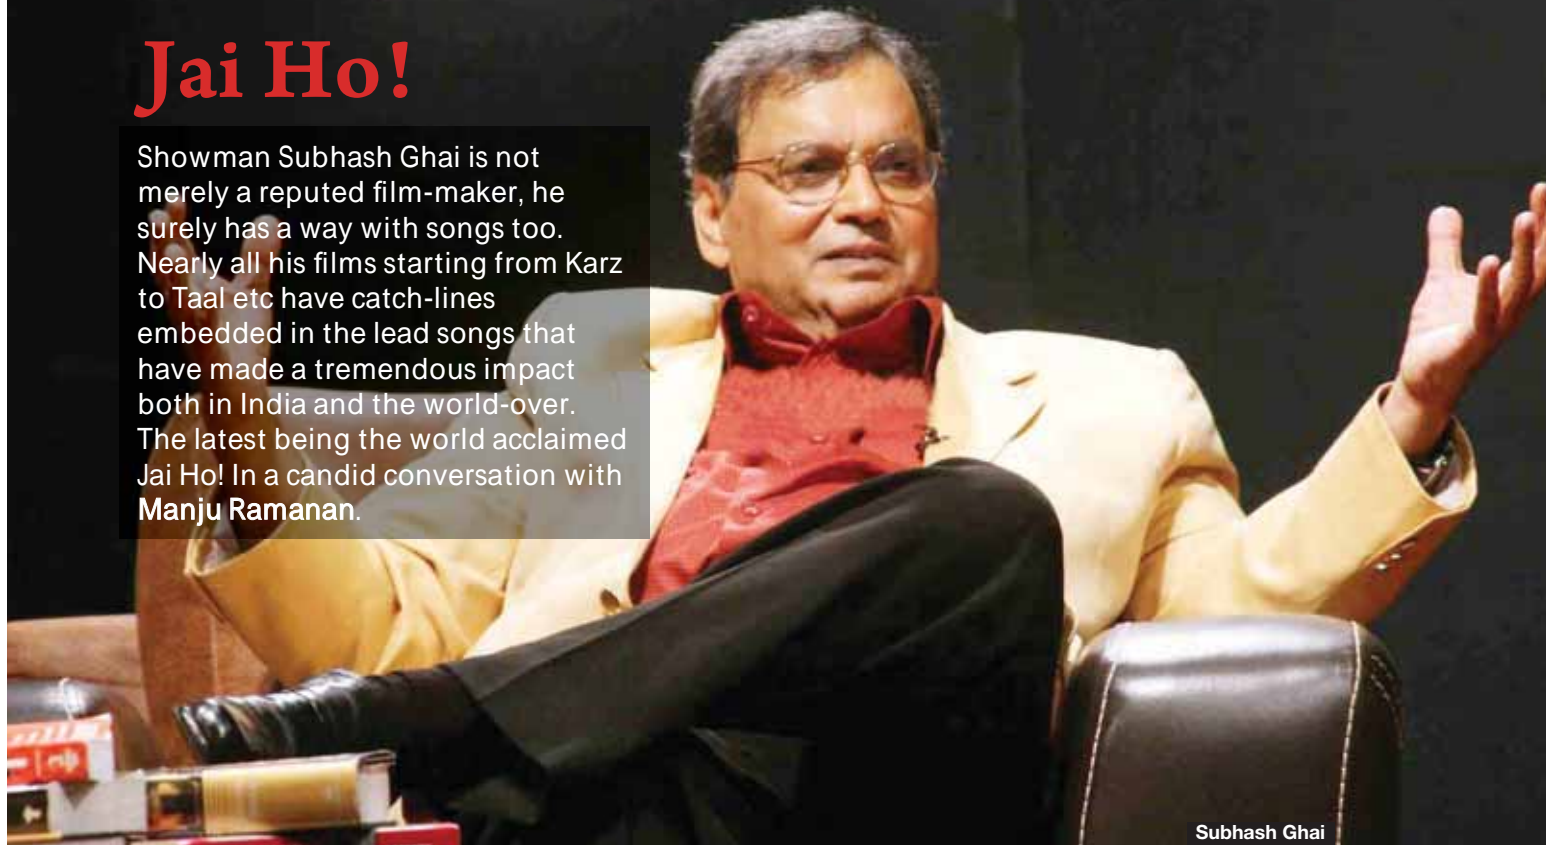 Jai Ho!
Showman Subhash Ghai is not
merely a reputed film-maker, he
surely has a way with songs too.
Nearly all his films starting from Karz
to Taal etc have catch-lines
embedded in the lead songs that
have made a tremendous impact
both in India and the world-over.
The latest being the world acclaimed
Jai Ho! In a candid conversation with
Manju Ramanan.
Subhash Ghai